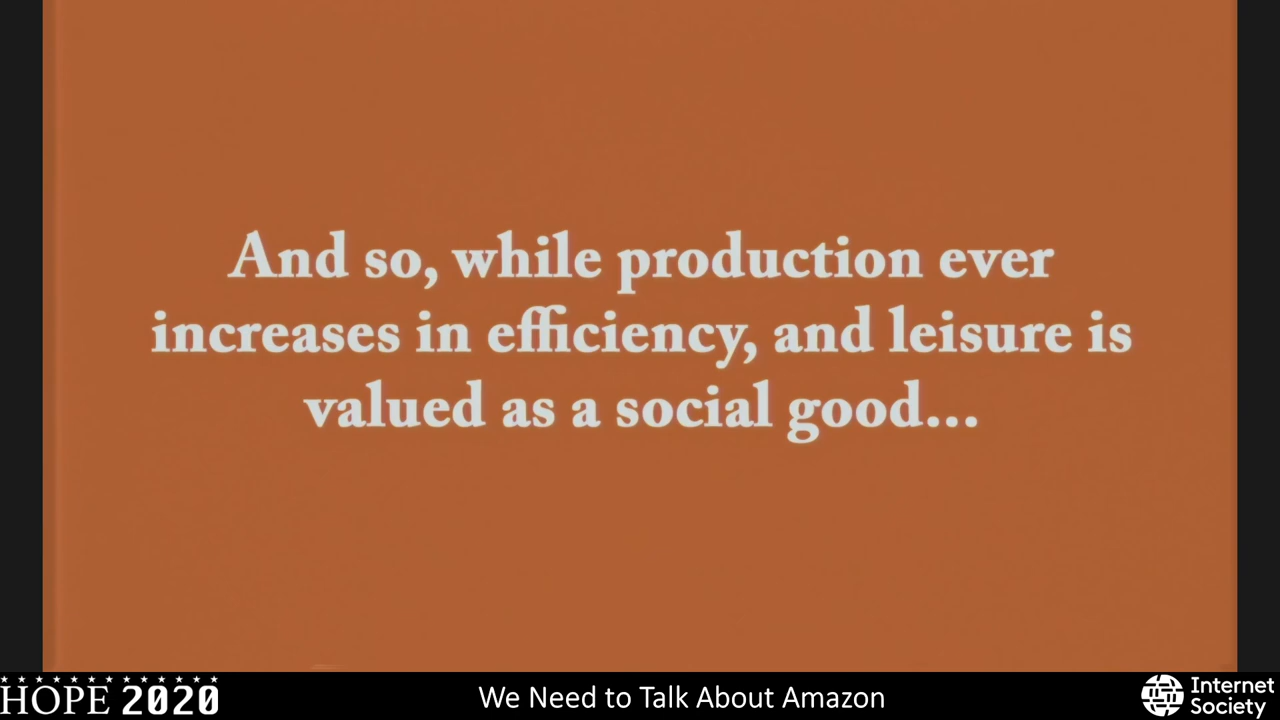 And so, while production ever
increases in efficiency, and leisure is
valued as a social good...
HOPE 2020
We Need to Talk About Amazon
Internet
Society